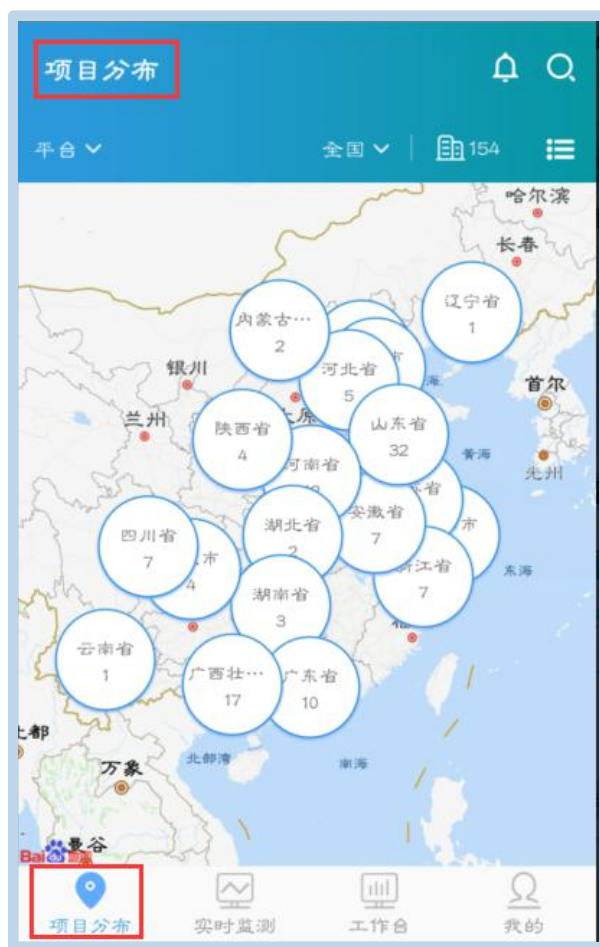 项目分布
平台
全国
154
哈尔滨
长春
辽宁省
1
内蒙古…
2
河北省
5
银川
首尔
兰州
陕西省
4
山东省
32
黄海
光州
河南省
安徽省
7
湖北省
2
四川省
7
市
4
浙江省
7
东海
湖南省
3
云南省
1
广西壮…
17
广东省
10
北部湾
南海
万象
曼谷
项目分布
实时监测
工作台
我的